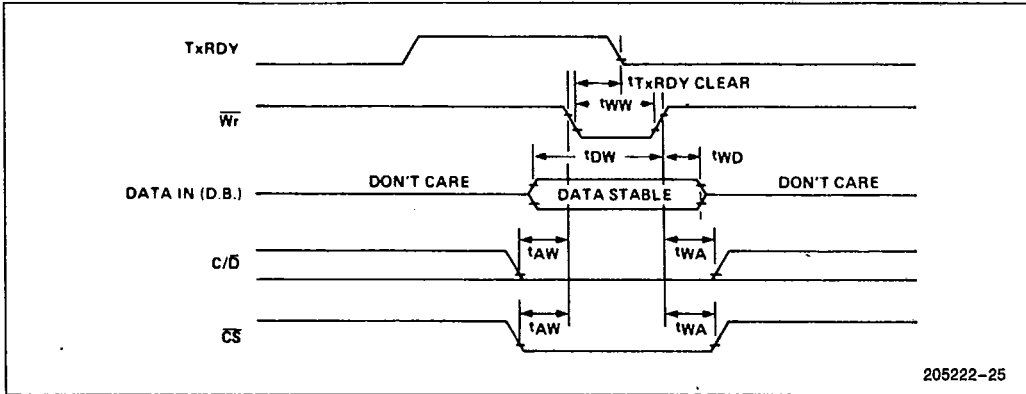 TxRDY
tTxRDY CLEAR
tWW
Wr
tDW
tWD
DATA IN (D.B.)
DON'T CARE
DATA STABLE
DON'T CARE
tAW
tWA
C/D
tAW
tWA
CS
205222-25